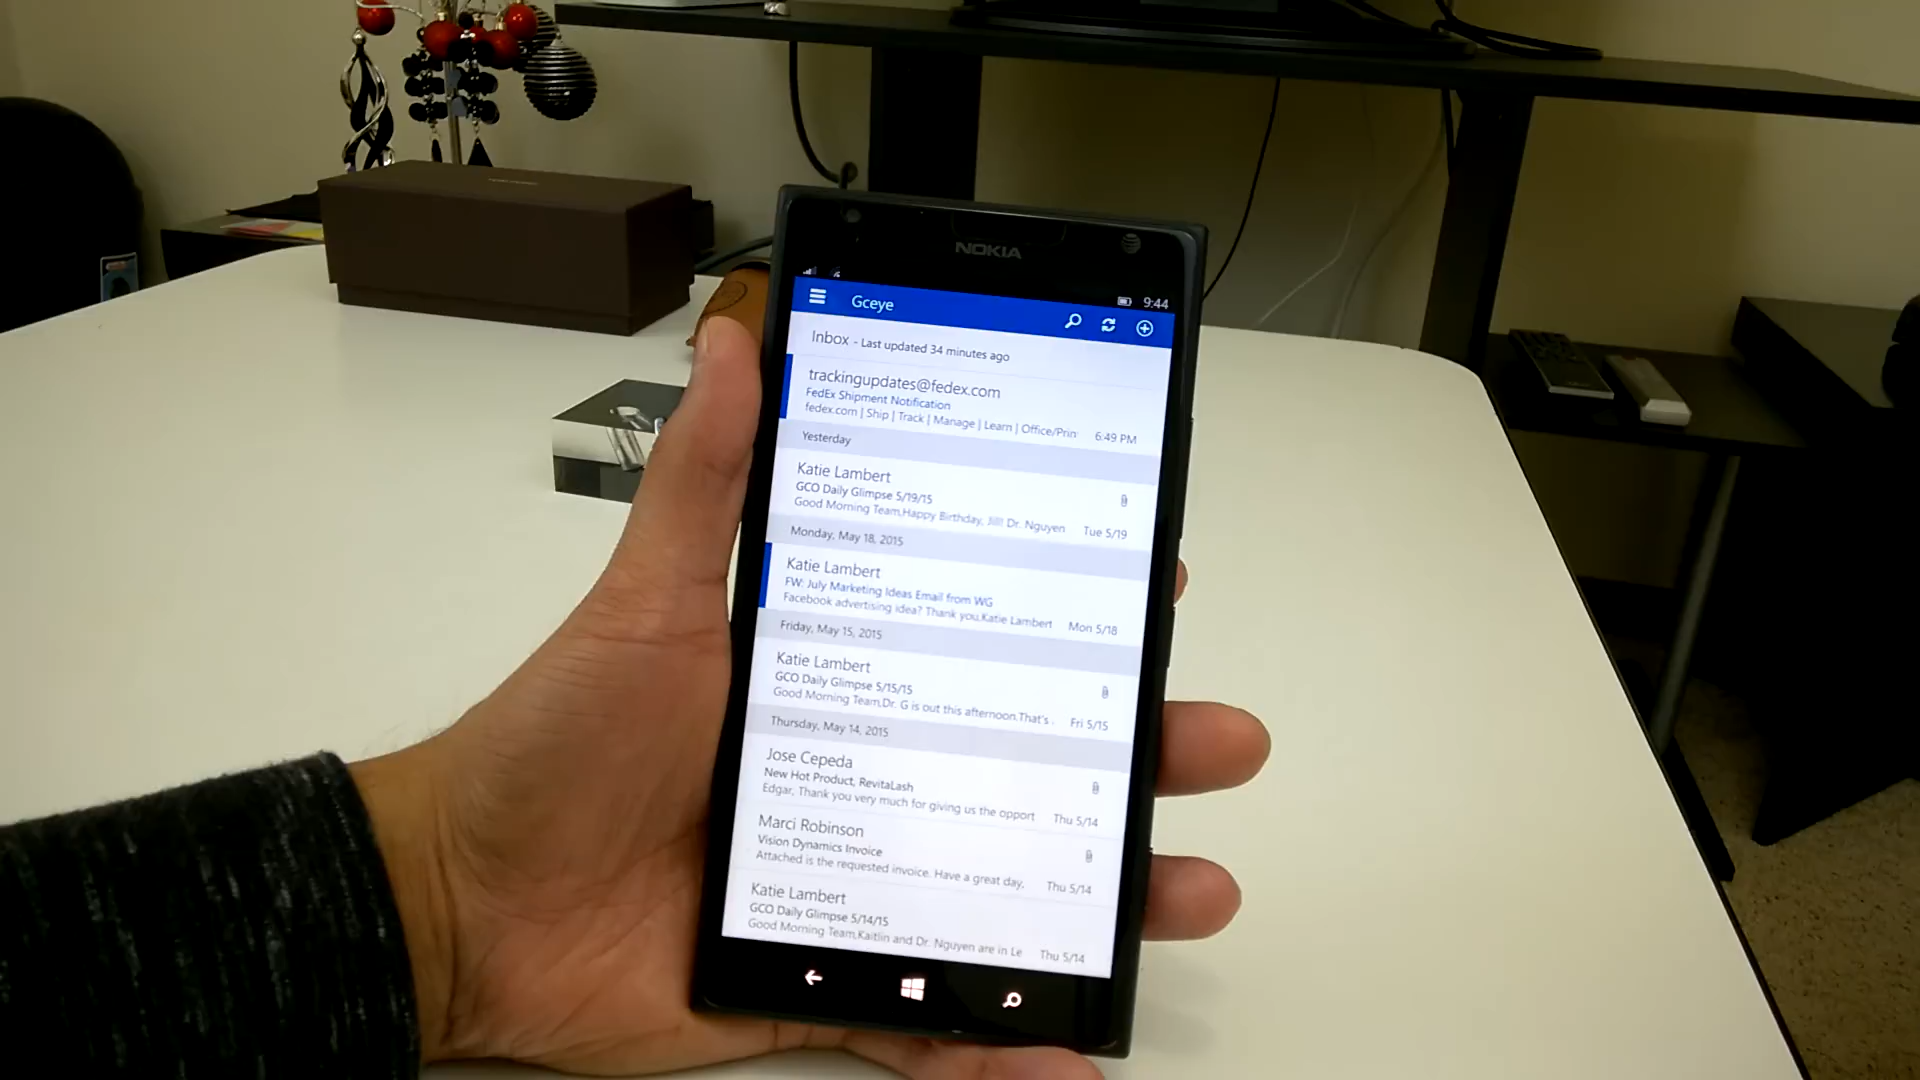 NOKIA
9:44
Gceye
Inbox - Last updated 34 minutes ago
trackingupdates@fedex.com
FedEx Shipment Notification
fedex.com | Ship | Track | Manage | Learn | Office/Prin 6:49 PM
Yesterday
Katie Lambert
GCO Daily Glimpse 5/19/15
Good Morning Team,Happy Birthday, Jill! Dr. Nguyen Tue 5/19
Monday, May 18, 2015
Katie Lambert
FW: July Marketing Ideas Email from WG
Facebook advertising idea? Thank you,Katie Lambert Mon 5/18
Friday, May 15, 2015
Katie Lambert
GCO Daily Glimpse 5/15/15
Good Morning Team,Dr. G is out this afternoon.That's . Fri 5/15
Thursday, May 14, 2015
Jose Cepeda
New Hot Product, RevitaLash
Edgar, Thank you very much for giving us the opport Thu 5/14
Marci Robinson
Vision Dynamics Invoice
Attached is the requested invoice. Have a great day, Thu 5/14
Katie Lambert
GCO Daily Glimpse 5/14/15
Good Morning Team,Kaitlin and Dr. Nguyen are in Le Thu 5/14